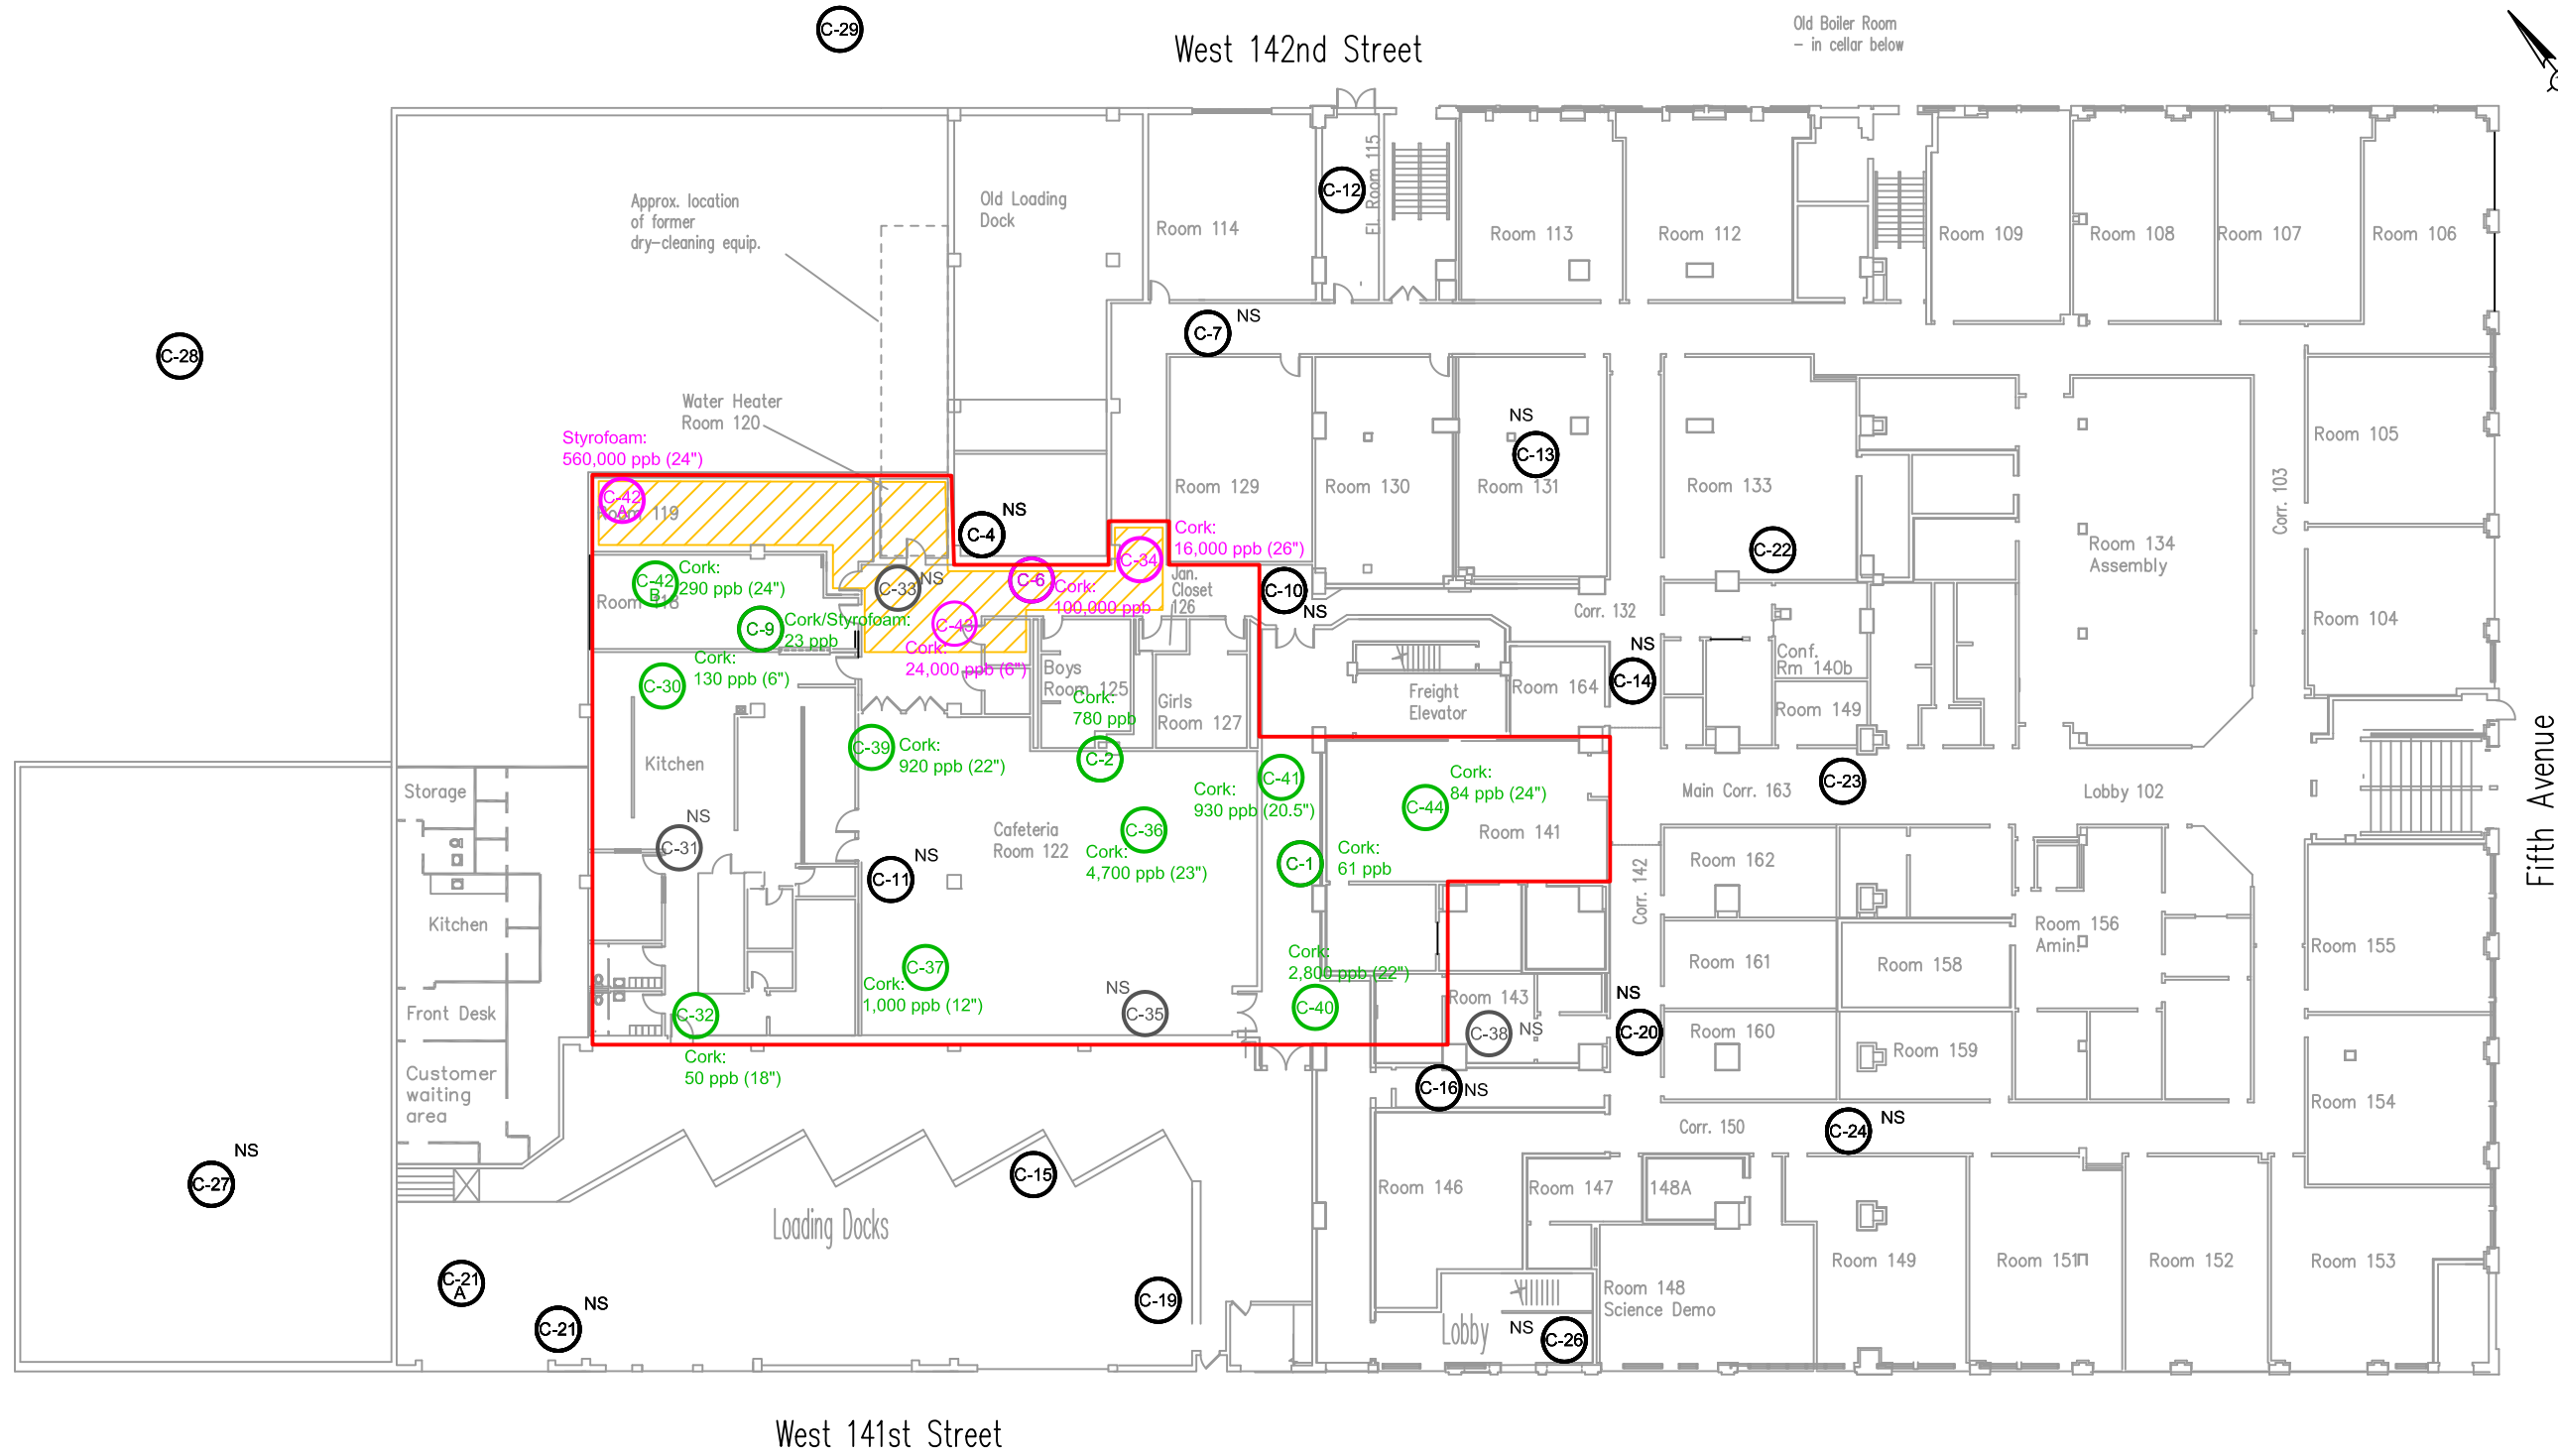 C-29
West 142nd Street
Old Boiler Room
- in cellar below
C-12
El. Room 115
Approx. location
of former
dry-cleaning equip.
Old Loading
Dock
Room 114
Room 113
Room 112
Room 109
Room 108
Room 107
Room 106
C-28
C-7
NS
Water Heater
Room 120
Styrofoam:
560,000 ppb (24")
C-42
A
Room 119
C-4
NS
Cork:
16,000 ppb (26")
C-34
Room 129
Room 130
NS
C-13
Room 131
Room 133
C-22
Room 134
Assembly
Corr. 103
Room 105
Room 104
C-42
B
Cork:
290 ppb (24")
Room 118
C-33
NS
C-6
Cork:
100,000 ppb
Jan.
Closet
126
C-10
NS
Corr. 132
C-9
Cork/Styrofoam:
23 ppb
C-43
Cork:
24,000 ppb (6")
Cork:
130 ppb (6")
C-30
Boys
Room 125
Girls
Room 127
Freight
Elevator
Room 164
NS
C-14
Conf.
Rm 140b
Room 149
Cork:
780 ppb
C-2
C-39
Cork:
920 ppb (22")
Kitchen
C-41
Cork:
930 ppb (20.5")
C-44
Cork:
84 ppb (24")
Room 141
Main Corr. 163
C-23
Lobby 102
Fifth Avenue
Storage
NS
C-31
C-11
NS
Cafeteria
Room 122
C-36
Cork:
4,700 ppb (23")
C-1
Cork:
61 ppb
Corr. 142
Room 162
Room 161
Room 158
Room 156
Amin.
Room 155
Kitchen
Front Desk
Customer
waiting
area
C-37
Cork:
1,000 ppb (12")
C-32
Cork:
50 ppb (18")
NS
C-35
Cork:
2,800 ppb (22")
C-40
Room 143
C-38
NS
NS
C-20
Room 160
Room 159
Room 154
C-16
NS
Corr. 150
C-24
NS
NS
C-27
C-15
Loading Docks
Room 146
Room 147
148A
Room 148
Science Demo
Room 149
Room 151
Room 152
Room 153
C-21
A
C-21
NS
C-19
Lobby
NS
C-26
West 141st Street